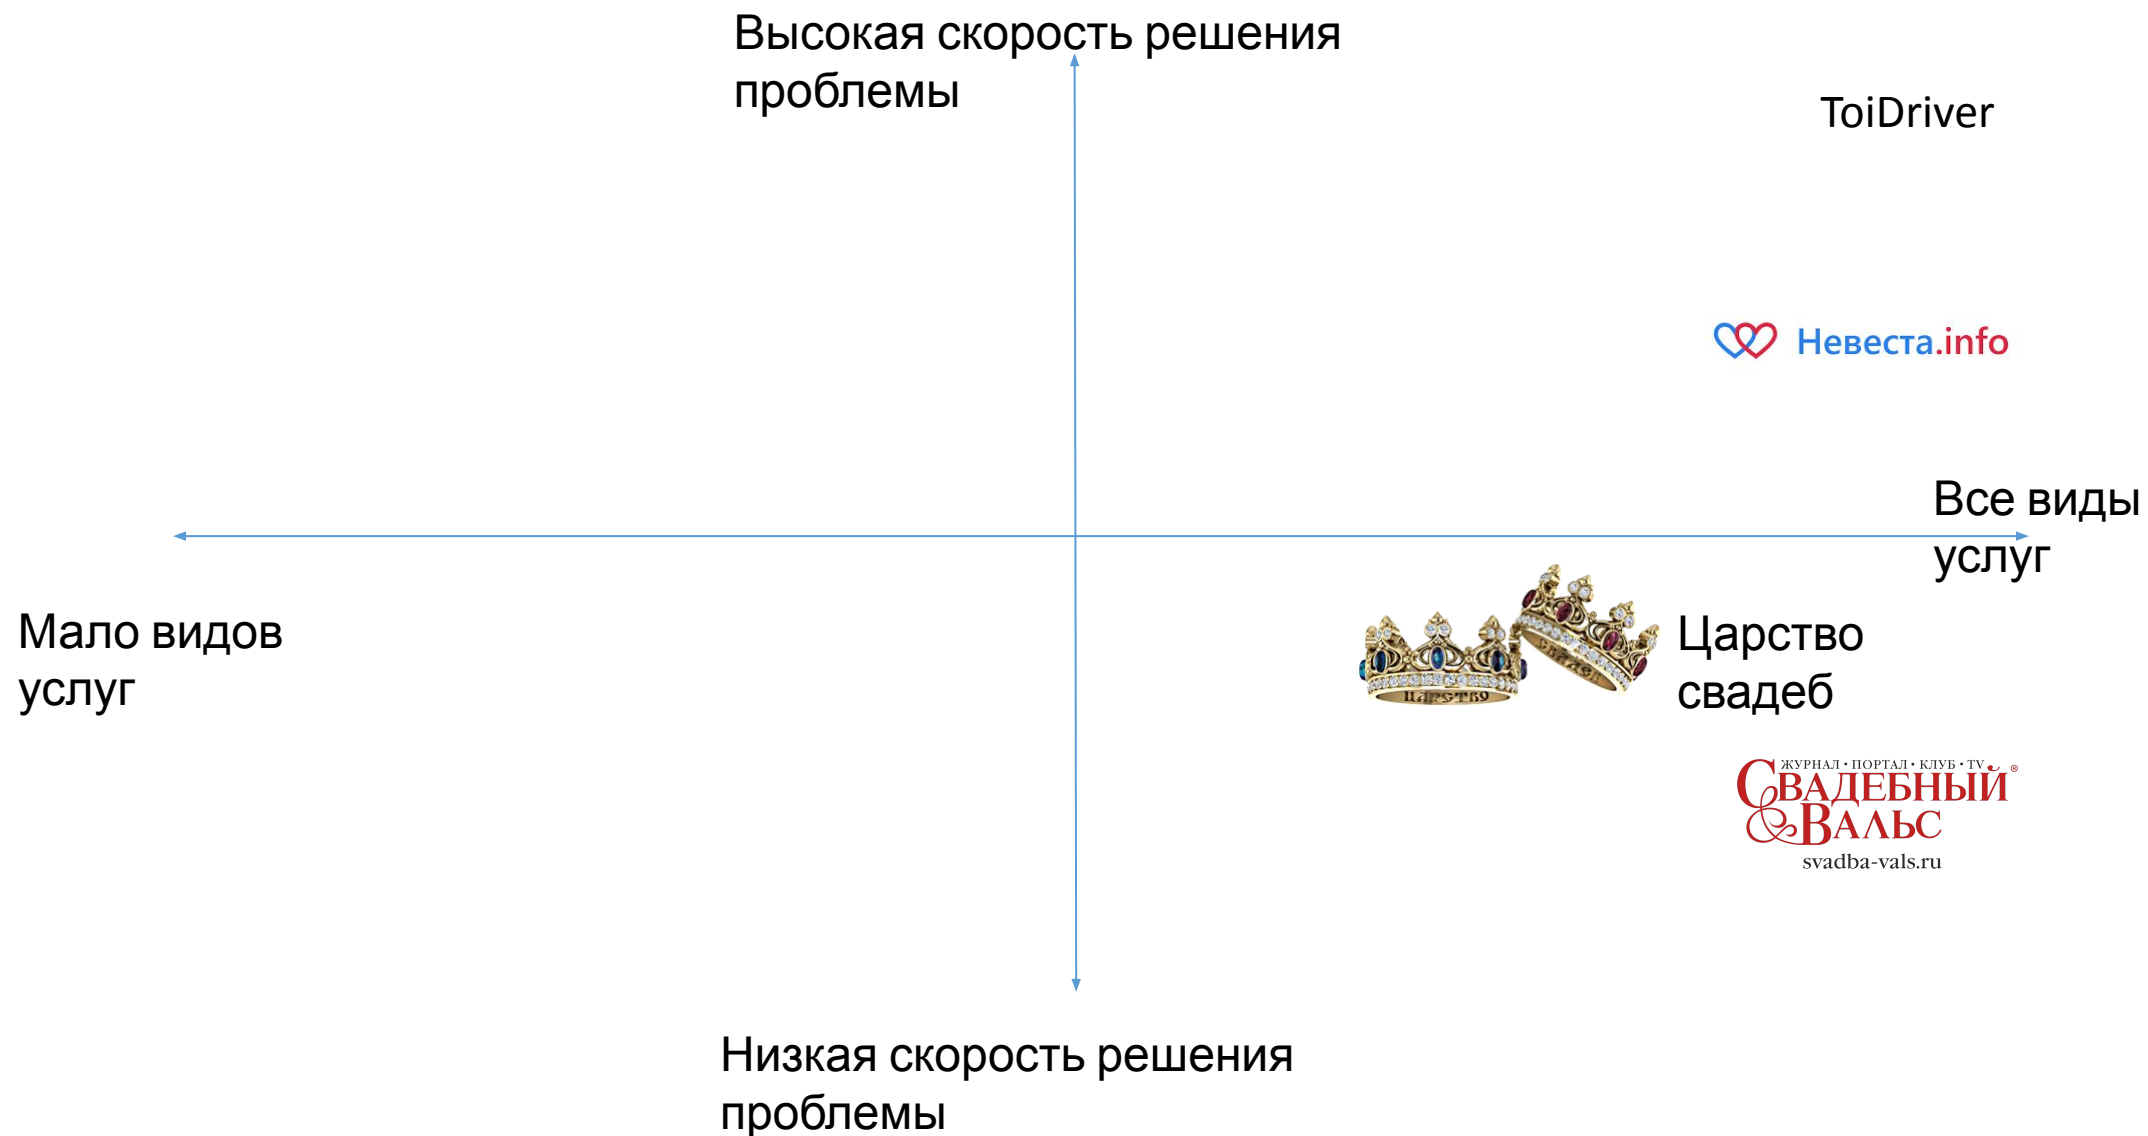 Высокая скорость решения
проблемы
ToiDriver
Невеста.info
Все виды
услуг
Мало видов
услуг
ЦАРСТВО
Царство
свадеб
ЖУРНАЛ • ПОРТАЛ • КЛУБ • TV
СВАДЕБНЫЙ®
ВАЛЬС
svadba-vals.ru
Низкая скорость решения
проблемы